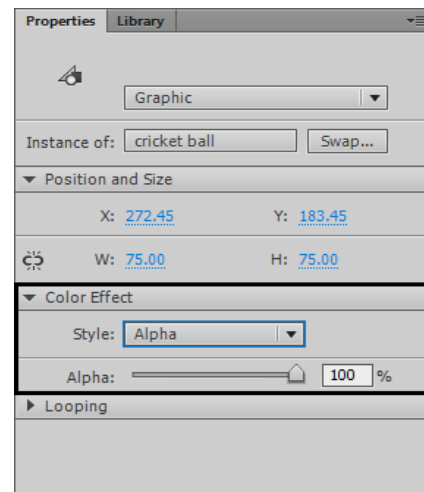 Properties Library
Graphic
Instance of: cricket ball Swap...
Position and Size
X: 272.45 Y: 183.45
W: 75.00 H: 75.00
Color Effect
Style: Alpha
Alpha: 100 %
Looping